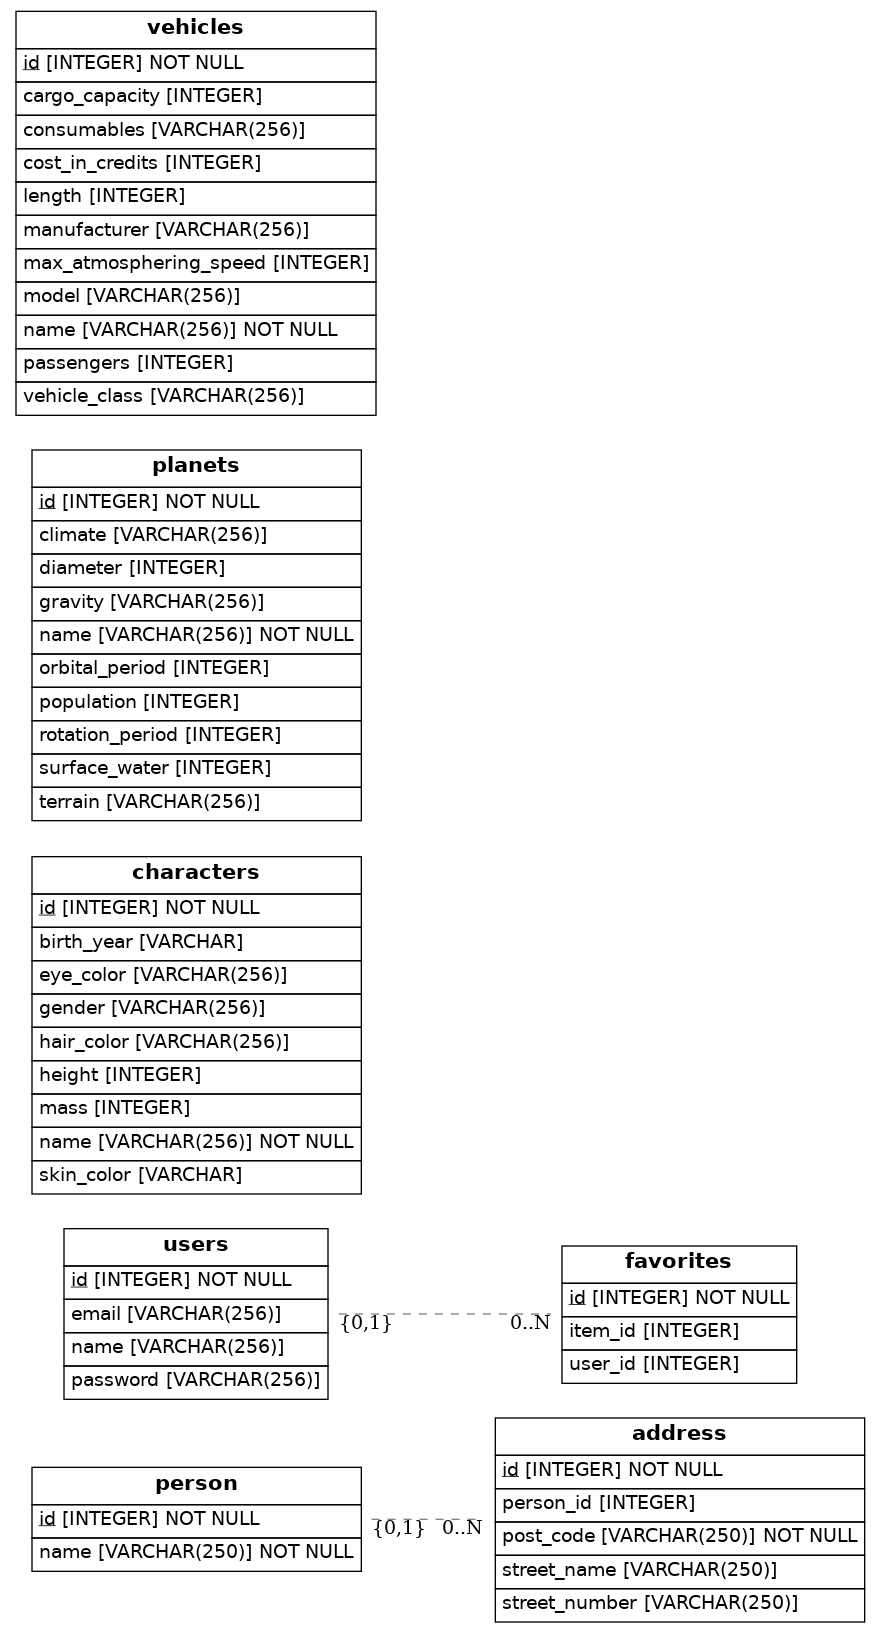 vehicles
id [INTEGER] NOT NULL
cargo_capacity [INTEGER]
consumables [VARCHAR(256)]
cost_in_credits [INTEGER]
length [INTEGER]
manufacturer [VARCHAR(256)]
max_atmosphering_speed [INTEGER]
model [VARCHAR(256)]
name [VARCHAR(256)] NOT NULL
passengers [INTEGER]
vehicle_class [VARCHAR(256)]
planets
id [INTEGER] NOT NULL
climate [VARCHAR(256)]
diameter [INTEGER]
gravity [VARCHAR(256)]
name [VARCHAR(256)] NOT NULL
orbital_period [INTEGER]
population [INTEGER]
rotation_period [INTEGER]
surface_water [INTEGER]
terrain [VARCHAR(256)]
characters
id [INTEGER] NOT NULL
birth_year [VARCHAR]
eye_color [VARCHAR(256)]
gender [VARCHAR(256)]
hair_color [VARCHAR(256)]
height [INTEGER]
mass [INTEGER]
name [VARCHAR(256)] NOT NULL
skin_color [VARCHAR]
users
id [INTEGER] NOT NULL
email [VARCHAR(256)]
name [VARCHAR(256)]
password [VARCHAR(256)]
{0,1} 0..N
favorites
id [INTEGER] NOT NULL
item_id [INTEGER]
user_id [INTEGER]
person
id [INTEGER] NOT NULL
name [VARCHAR(250)] NOT NULL
{0,1} 0..N
address
id [INTEGER] NOT NULL
person_id [INTEGER]
post_code [VARCHAR(250)] NOT NULL
street_name [VARCHAR(250)]
street_number [VARCHAR(250)]